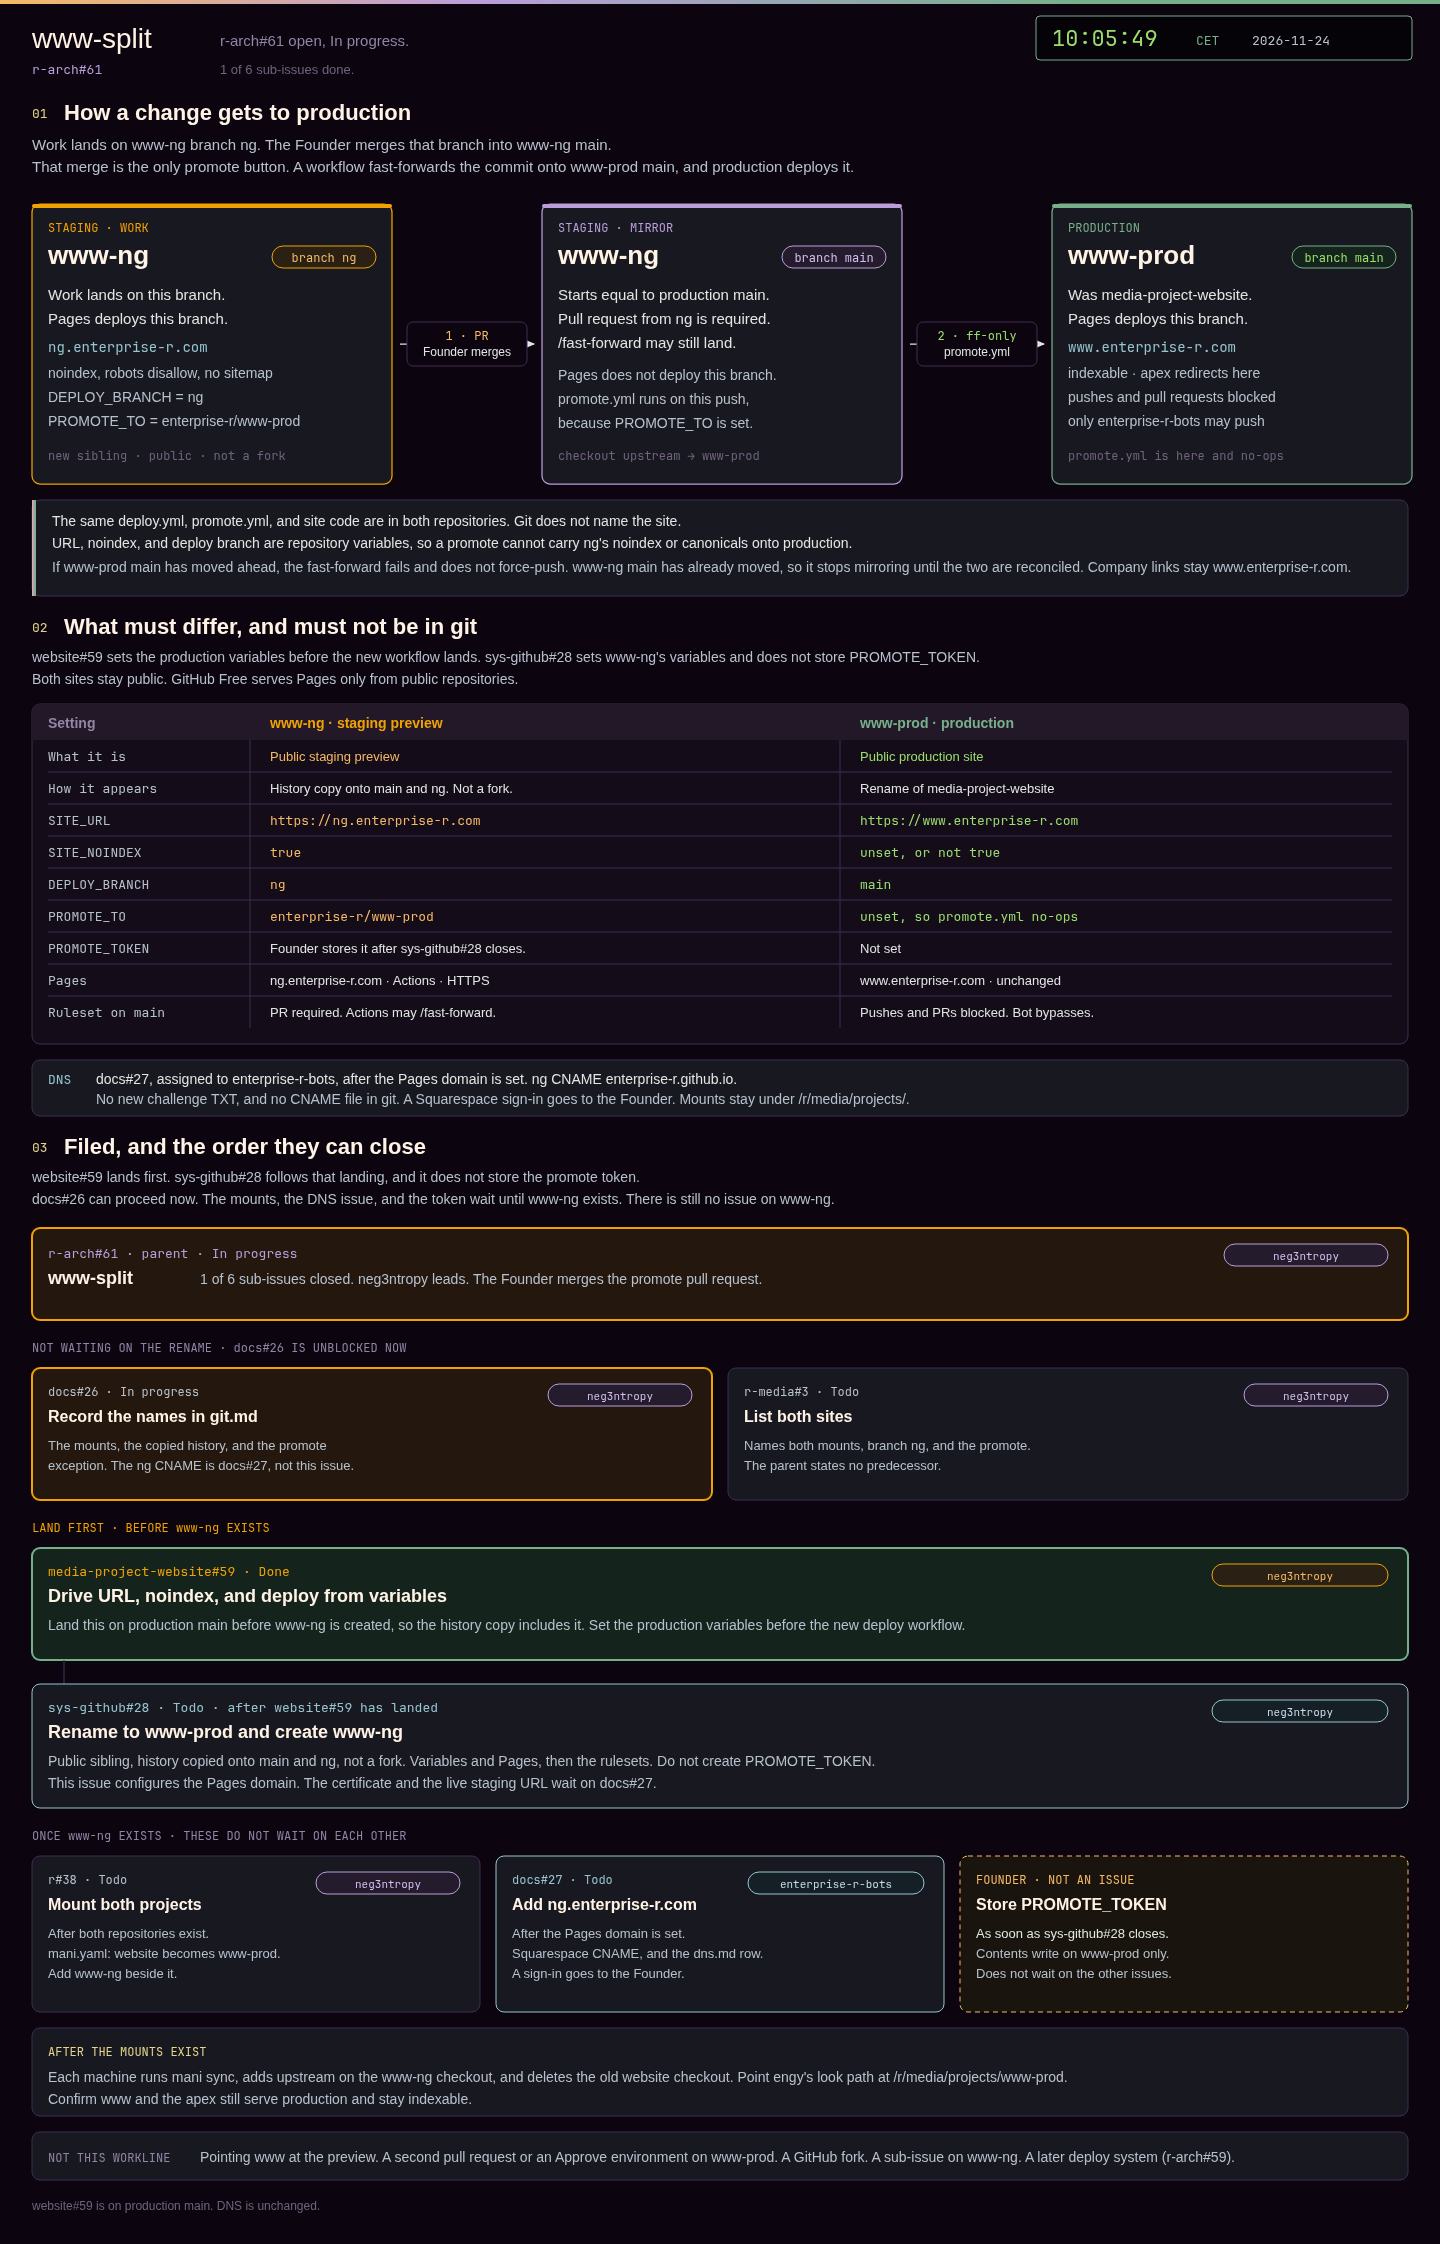 www-split
r-arch#61 open, In progress.
10:05:49 CET 2026-11-24
r-arch#61
1 of 6 sub-issues done.
01 How a change gets to production
Work lands on www-ng branch ng. The Founder merges that branch into www-ng main.
That merge is the only promote button. A workflow fast-forwards the commit onto www-prod main, and production deploys it.
STAGING · WORK
www-ng
branch ng
Work lands on this branch.
Pages deploys this branch.
ng.enterprise-r.com
noindex, robots disallow, no sitemap
DEPLOY_BRANCH = ng
PROMOTE_TO = enterprise-r/www-prod
new sibling · public · not a fork
1 · PR
Founder merges
STAGING · MIRROR
www-ng
branch main
Starts equal to production main.
Pull request from ng is required.
/fast-forward may still land.
Pages does not deploy this branch.
promote.yml runs on this push,
because PROMOTE_TO is set.
checkout upstream → www-prod
2 · ff-only
promote.yml
PRODUCTION
www-prod
branch main
Was media-project-website.
Pages deploys this branch.
www.enterprise-r.com
indexable · apex redirects here
pushes and pull requests blocked
only enterprise-r-bots may push
promote.yml is here and no-ops
The same deploy.yml, promote.yml, and site code are in both repositories. Git does not name the site.
URL, noindex, and deploy branch are repository variables, so a promote cannot carry ng's noindex or canonicals onto production.
If www-prod main has moved ahead, the fast-forward fails and does not force-push. www-ng main has already moved, so it stops mirroring until the two are reconciled. Company links stay www.enterprise-r.com.
02 What must differ, and must not be in git
website#59 sets the production variables before the new workflow lands. sys-github#28 sets www-ng's variables and does not store PROMOTE_TOKEN.
Both sites stay public. GitHub Free serves Pages only from public repositories.
Setting www-ng · staging preview www-prod · production
What it is Public staging preview Public production site
How it appears History copy onto main and ng. Not a fork. Rename of media-project-website
SITE_URL https://ng.enterprise-r.com https://www.enterprise-r.com
SITE_NOINDEX true unset, or not true
DEPLOY_BRANCH ng main
PROMOTE_TO enterprise-r/www-prod unset, so promote.yml no-ops
PROMOTE_TOKEN Founder stores it after sys-github#28 closes. Not set
Pages ng.enterprise-r.com · Actions · HTTPS www.enterprise-r.com · unchanged
Ruleset on main PR required. Actions may /fast-forward. Pushes and PRs blocked. Bot bypasses.
DNS docs#27, assigned to enterprise-r-bots, after the Pages domain is set. ng CNAME enterprise-r.github.io.
No new challenge TXT, and no CNAME file in git. A Squarespace sign-in goes to the Founder. Mounts stay under /r/media/projects/.
03 Filed, and the order they can close
website#59 lands first. sys-github#28 follows that landing, and it does not store the promote token.
docs#26 can proceed now. The mounts, the DNS issue, and the token wait until www-ng exists. There is still no issue on www-ng.
r-arch#61 · parent · In progress
neg3ntropy
www-split 1 of 6 sub-issues closed. neg3ntropy leads. The Founder merges the promote pull request.
NOT WAITING ON THE RENAME · docs#26 IS UNBLOCKED NOW
docs#26 · In progress
neg3ntropy
Record the names in git.md
The mounts, the copied history, and the promote
exception. The ng CNAME is docs#27, not this issue.
r-media#3 · Todo
neg3ntropy
List both sites
Names both mounts, branch ng, and the promote.
The parent states no predecessor.
LAND FIRST · BEFORE www-ng EXISTS
media-project-website#59 · Done
neg3ntropy
Drive URL, noindex, and deploy from variables
Land this on production main before www-ng is created, so the history copy includes it. Set the production variables before the new deploy workflow.
sys-github#28 · Todo · after website#59 has landed
neg3ntropy
Rename to www-prod and create www-ng
Public sibling, history copied onto main and ng, not a fork. Variables and Pages, then the rulesets. Do not create PROMOTE_TOKEN.
This issue configures the Pages domain. The certificate and the live staging URL wait on docs#27.
ONCE www-ng EXISTS · THESE DO NOT WAIT ON EACH OTHER
r#38 · Todo
neg3ntropy
Mount both projects
After both repositories exist.
mani.yaml: website becomes www-prod.
Add www-ng beside it.
docs#27 · Todo
enterprise-r-bots
Add ng.enterprise-r.com
After the Pages domain is set.
Squarespace CNAME, and the dns.md row.
A sign-in goes to the Founder.
FOUNDER · NOT AN ISSUE
Store PROMOTE_TOKEN
As soon as sys-github#28 closes.
Contents write on www-prod only.
Does not wait on the other issues.
AFTER THE MOUNTS EXIST
Each machine runs mani sync, adds upstream on the www-ng checkout, and deletes the old website checkout. Point engy's look path at /r/media/projects/www-prod.
Confirm www and the apex still serve production and stay indexable.
NOT THIS WORKLINE Pointing www at the preview. A second pull request or an Approve environment on www-prod. A GitHub fork. A sub-issue on www-ng. A later deploy system (r-arch#59).
website#59 is on production main. DNS is unchanged.